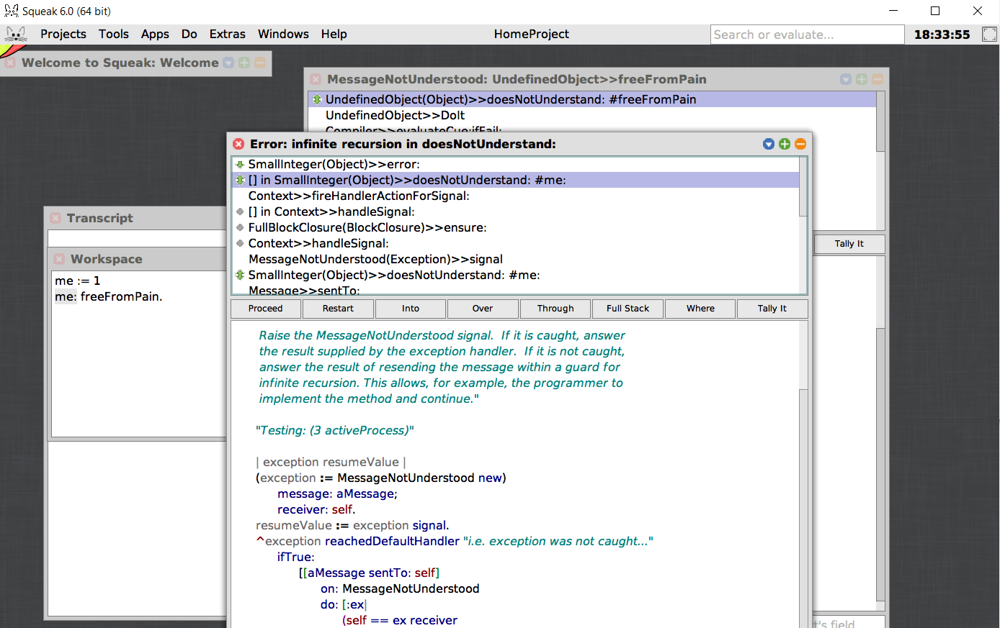 Squeak 6.0 (64 bit)
Projects Tools Apps Do Extras Windows Help HomeProject Search or evaluate... 18:33:55
Welcome to Squeak: Welcome
MessageNotUnderstood: UndefinedObject>>freeFromPain
UndefinedObject(Object)>>doesNotUnderstand: #freeFromPain
UndefinedObject>>DoIt
Compiler>>evaluateCue:ifFail:
Error: infinite recursion in doesNotUnderstand:
SmallInteger(Object)>>error:
[] in SmallInteger(Object)>>doesNotUnderstand: #me:
Context>>fireHandlerActionForSignal:
[] in Context>>handleSignal:
FullBlockClosure(BlockClosure)>>ensure:
Context>>handleSignal:
MessageNotUnderstood(Exception)>>signal
SmallInteger(Object)>>doesNotUnderstand: #me:
Message>>sentTo:
Tally It
Transcript
Workspace
me := 1
me: freeFromPain.
Proceed Restart Into Over Through Full Stack Where Tally It
Raise the MessageNotUnderstood signal.  If it is caught, answer
the result supplied by the exception handler.  If it is not caught,
answer the result of resending the message within a guard for
infinite recursion. This allows, for example, the programmer to
implement the method and continue."
"Testing: (3 activeProcess)"
| exception resumeValue |
(exception := MessageNotUnderstood new)
message: aMessage;
receiver: self.
resumeValue := exception signal.
^exception reachedDefaultHandler "i.e. exception was not caught..."
ifTrue:
[[aMessage sentTo: self]
on: MessageNotUnderstood
do: [:ex|
(self == ex receiver
t's field